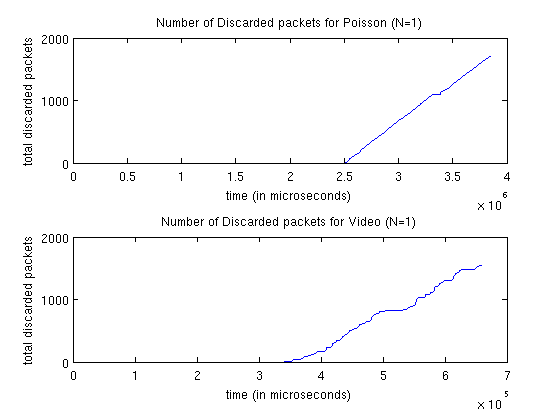 Number of Discarded packets for Poisson (N=1)
total discarded packets
2000
1000
0
0 0.5 1 1.5 2 2.5 3 3.5 4
time (in microseconds)
× 10^6
Number of Discarded packets for Video (N=1)
total discarded packets
2000
1000
0
0 1 2 3 4 5 6 7
time (in microseconds)
× 10^5